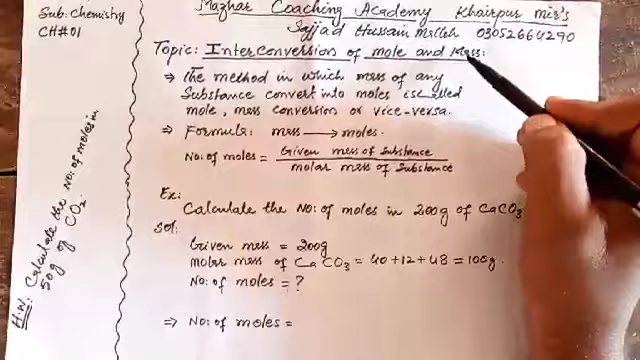 Sub: Chemistry
CH#01
Mazhar Coaching Academy Khairpur mir's
Sajjad Hussain Mallah 03052664290
Topic: Interconversion of mole and Mass:
⇒ The method in which mass of any
Substance convert into moles is called
mole, mass conversion or vice-versa.
⇒ Formula: mass ⟶ moles.
No: of moles = Given mass of Substance
molar mass of Substance
Ex:
Calculate the No: of moles in 200g of CaCO3
Sol:
Given mass = 200g
Molar mass of CaCO3 = 40+12+48 = 100g.
No: of moles = ?
⇒ No: of moles =
H.W: Calculate the No: of moles in
50g of CO2.